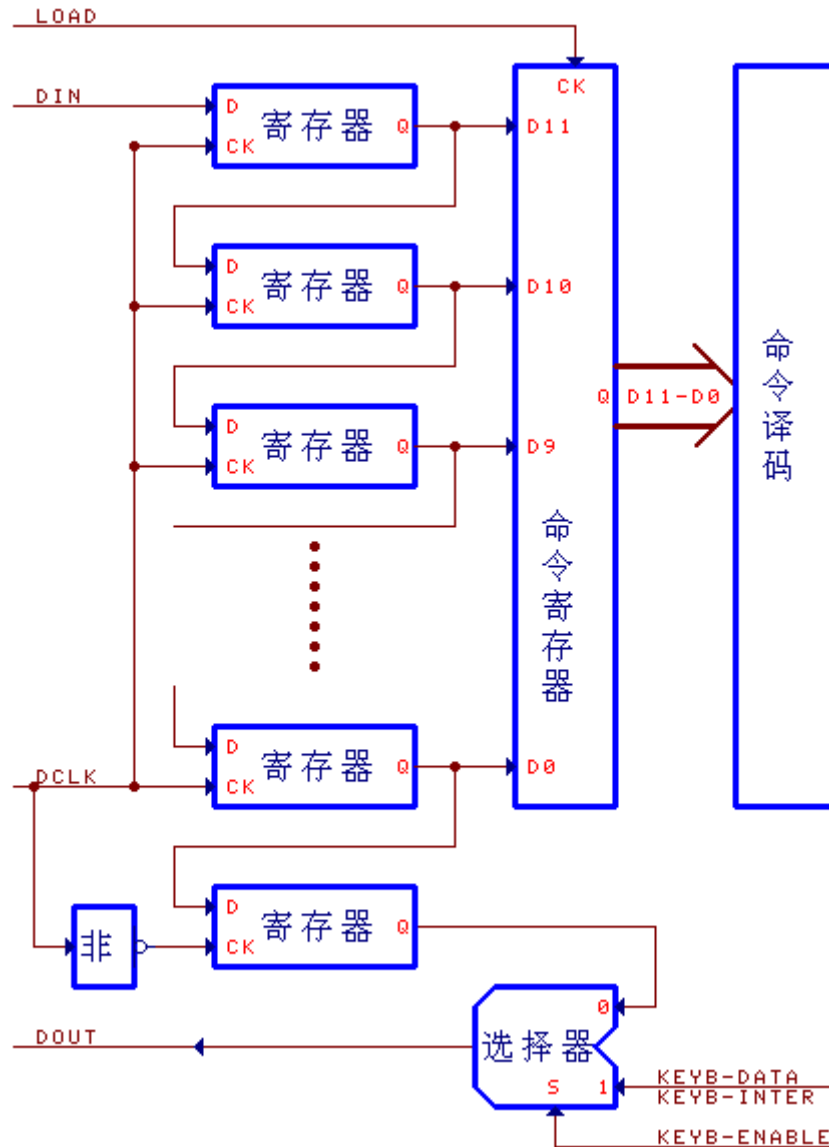 LOAD
CK
DIN
D 寄存器 Q
CK
D11
D 寄存器 Q
CK
D10
D 寄存器 Q
CK
D9
Q D11-D0
命令译码
命令寄存器
D 寄存器 Q
CK
D0
DCLK
D 寄存器 Q
CK
非
0
选择器
S 1
DOUT
KEYB-DATA
KEYB-INTER
KEYB-ENABLE